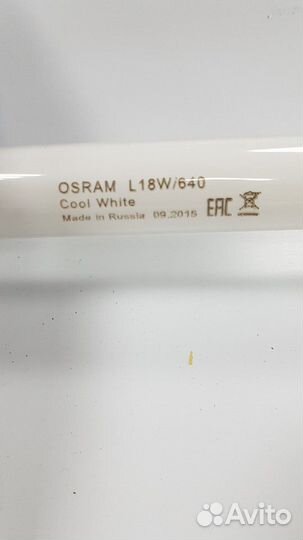 OSRAM L18W/640
Cool White
Made in Russia 09.2015 EAC
Avito